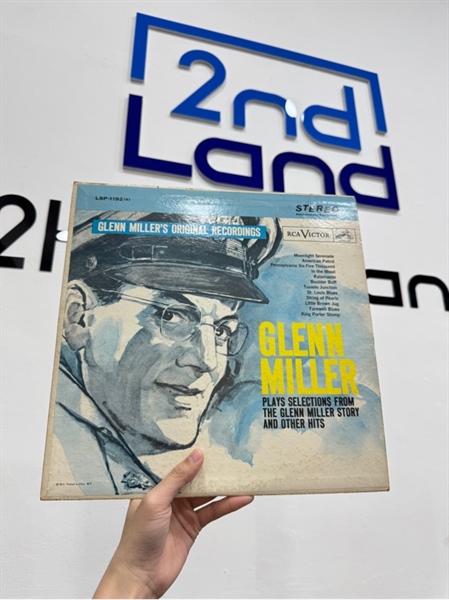 2nd
Land
2H
and
LSP-1192(e)
STEREO
GLENN MILLER'S ORIGINAL RECORDINGS
RCA VICTOR
Moonlight Serenade
American Patrol
Pennsylvania Six-Five Thousand
In the Mood
Kalamazoo
Boulder Buff
Tuxedo Junction
St. Louis Blues
String of Pearls
Little Brown Jug
Farewell Blues
King Porter Stomp
GLENN
MILLER
PLAYS SELECTIONS FROM
THE GLENN MILLER STORY
AND OTHER HITS